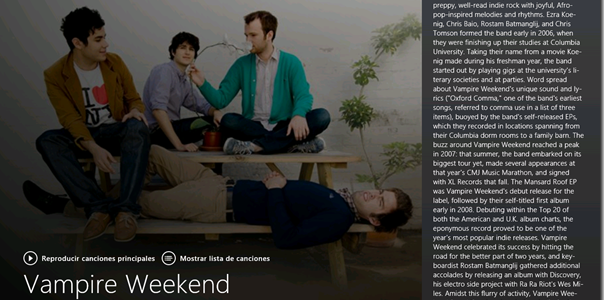 Reproducir canciones principales
Mostrar lista de canciones
Vampire Weekend
preppy, well-read indie rock with joyful, Afro-
pop-inspired melodies and rhythms. Ezra Koe-
nig, Chris Baio, Rostam Batmanglij, and Chris
Tomson formed the band early in 2006, when
they were finishing up their studies at Columbia
University. Taking their name from a movie Koe-
nig made during his freshman year, the band
started out by playing gigs at the university's li-
terary societies and at parties. Word spread
about Vampire Weekend's unique sound and ly-
rics ("Oxford Comma," one of the band's earliest
songs, referred to comma use in a list of three
items), buoyed by the band's self-released EPs,
which they recorded in locations spanning from
their Columbia dorm rooms to a family barn. The
buzz around Vampire Weekend reached a peak
in 2007: that summer, the band embarked on its
biggest tour yet, made several appearances at
that year's CMJ Music Marathon, and signed
with XL Records that fall. The Mansard Roof EP
was Vampire Weekend's debut release for the
label, followed by their self-titled first album
early in 2008. Debuting within the Top 20 of
both the American and U.K. album charts, the
eponymous record proved to be one of the
year's most popular indie releases. Vampire
Weekend celebrated its success by hitting the
road for the better part of two years, and key-
boardist Rostam Batmanglij gathered additional
accolades by releasing an album with Discovery,
his electro side project with Ra Ra Riot's Wes Mi-
les. Amidst this flurry of activity, Vampire Wee-